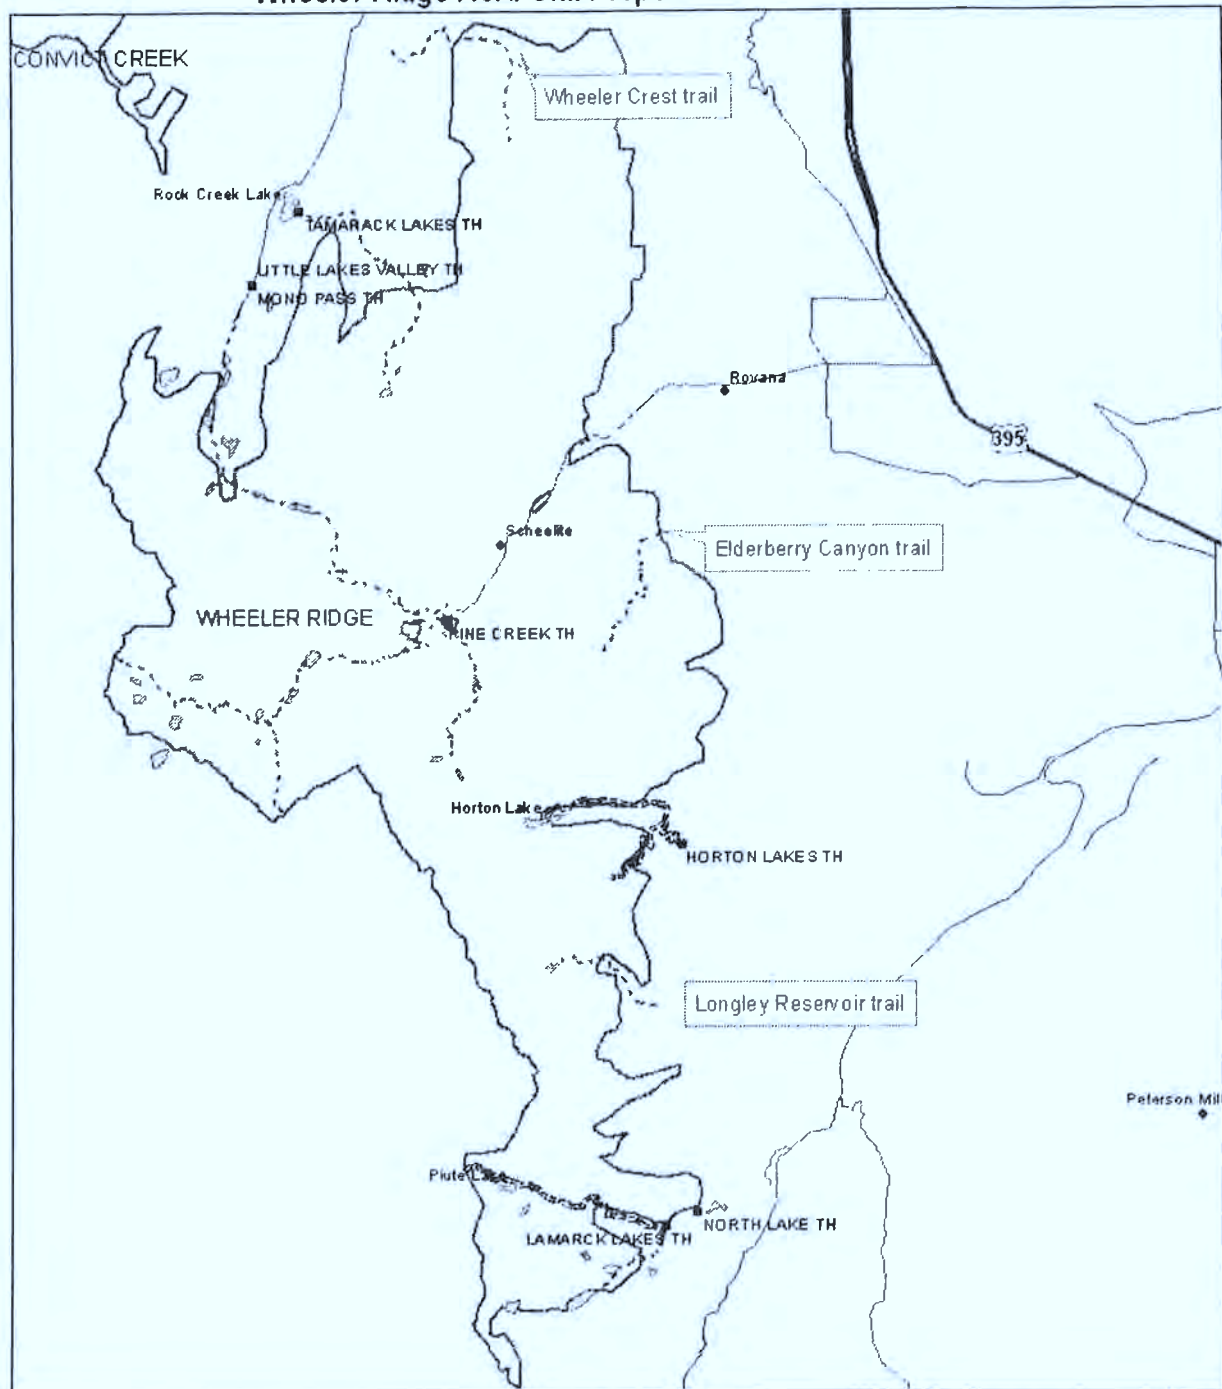 CONVICT CREEK
Wheeler Crest trail
Rock Creek Lake
TAMARACK LAKES TH
LITTLE LAKES VALLEY TH
MONO PASS TH
Rovana
395
Scheelite
Elderberry Canyon trail
WHEELER RIDGE
PINE CREEK TH
Horton Lake
HORTON LAKES TH
Longley Reservoir trail
Peterson Mill
Piute Lake
NORTH LAKE TH
LAMARCK LAKES TH